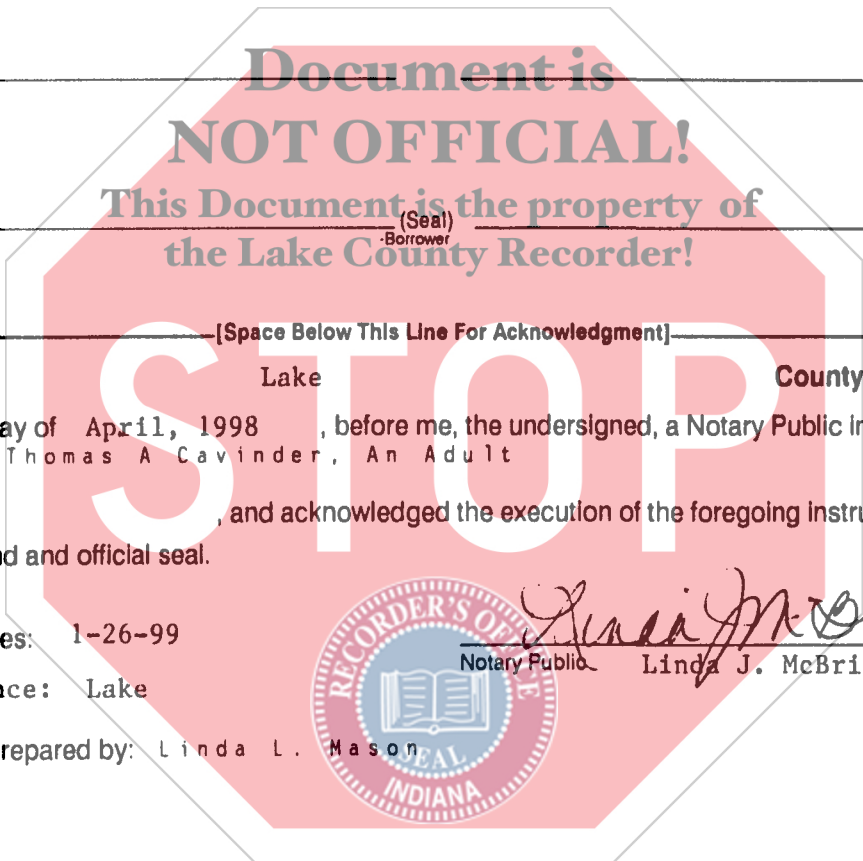 Document is
NOT OFFICIAL!
This Document is the property of
(Seal)
-Borrower
the Lake County Recorder!
[Space Below This Line For Acknowledgment]
Lake County
ay of April, 1998 , before me, the undersigned, a Notary Public in
Thomas A Cavinder, An Adult
STOP
, and acknowledged the execution of the foregoing instru
d and official seal.
es: 1-26-99
Notary Public Linda J. McBri
ce: Lake
repared by: Linda L. Mason
RECORDER'S OFFICE
SEAL
INDIANA